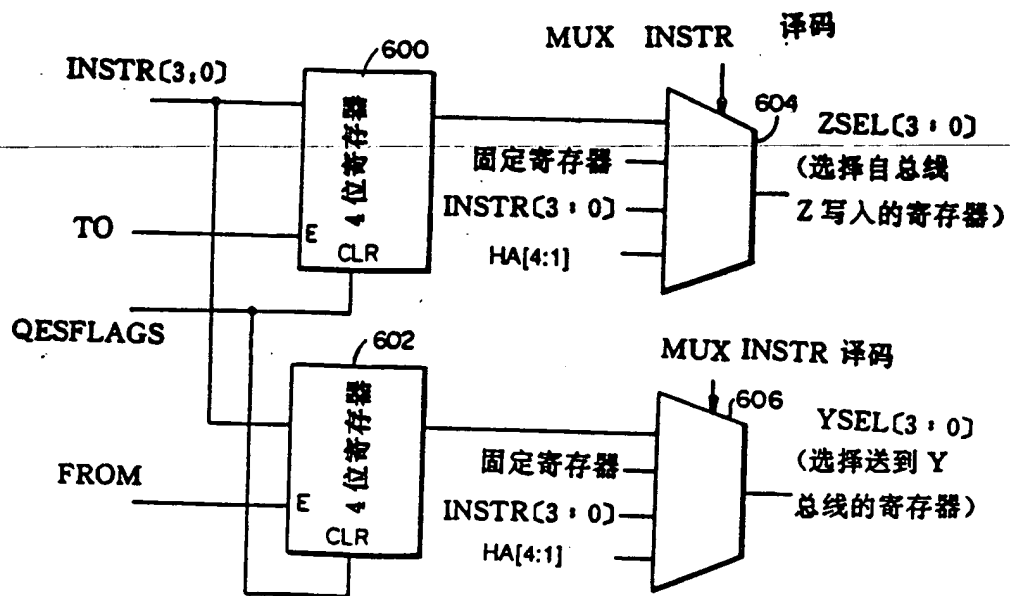 MUX INSTR 译码
600
INSTR[3:0]
4位寄存器
604
ZSEL[3:0]
固定寄存器
(选择自总线
INSTR[3:0]
Z写入的寄存器)
TO
E
CLR
HA[4:1]
QESFLAGS
602
MUX INSTR 译码
606
4位寄存器
YSEL[3:0]
固定寄存器
(选择送到Y
FROM
E
INSTR[3:0]
总线的寄存器)
CLR
HA[4:1]